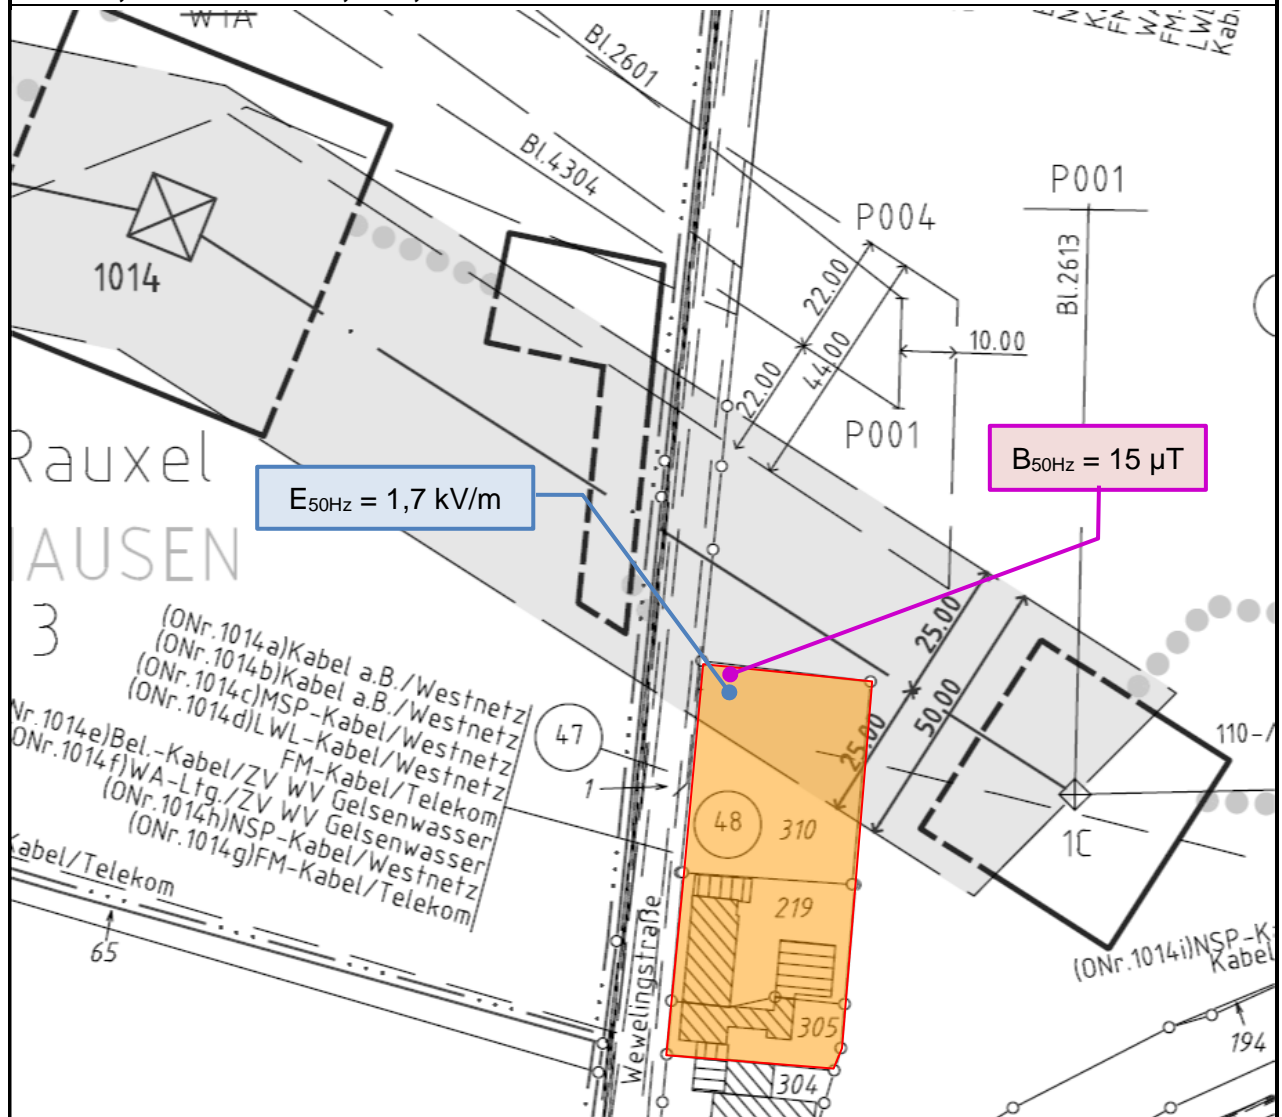 WTA
Bl.2601
Bl.4304
P004
P001
Bl.2613
22.00
22.00
44.00
10.00
P001
1014
Rauxel
AUSEN
3
E50Hz = 1,7 kV/m
B50Hz = 15 µT
25.00
50.00
25.00
(ONr.1014a)Kabel a.B./Westnetz
(ONr.1014b)Kabel a.B./Westnetz
(ONr.1014c)MSP-Kabel/Westnetz
(ONr.1014d)LWL-Kabel/Westnetz
FM-Kabel/Telekom
Nr.1014e)Bel.-Kabel/ZV WV Gelsenwasser
ONr.1014f)WA-Ltg./ZV WV Gelsenwasser
(ONr.1014h)NSP-Kabel/Westnetz
(ONr.1014g)FM-Kabel/Telekom
Kabel/Telekom
47
1
48
310
219
305
304
65
Wewelingstraße
110-/
1C
(ONr.1014i)NSP-K
Kabel
194
FM
FM-
LWL
Kab